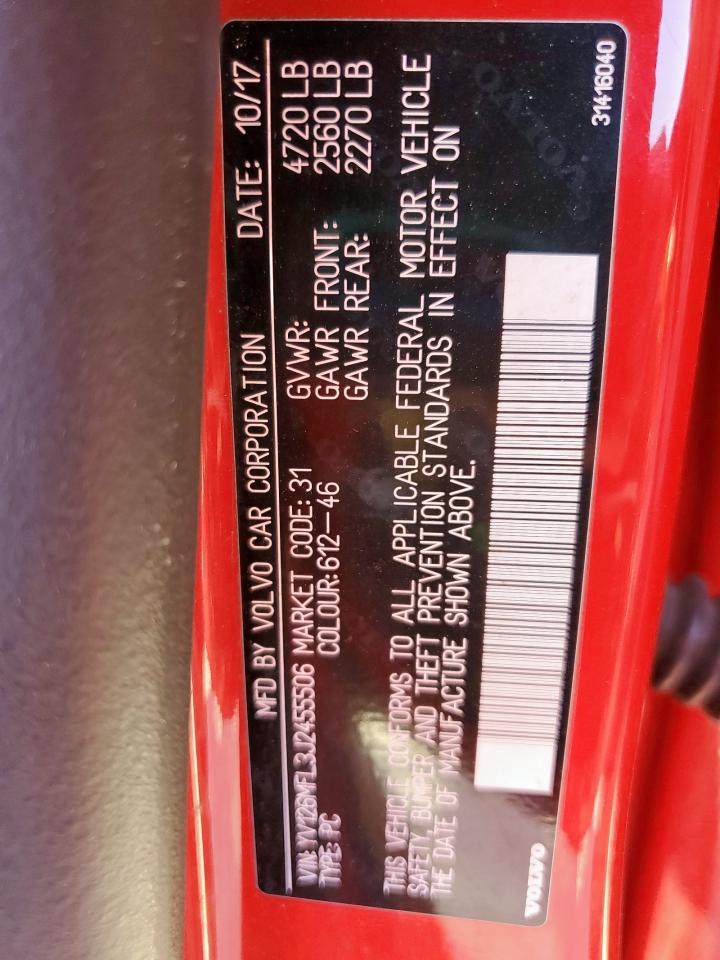 MFD BY VOLVO CAR CORPORATION DATE: 10/17
VIN: YV126MFL3J2455506 MARKET CODE: 31 GVWR: 4720 LB
TYPE: PC COLOUR: 612-46 GAWR FRONT: 2560 LB
GAWR REAR: 2270 LB
THIS VEHICLE CONFORMS TO ALL APPLICABLE FEDERAL MOTOR VEHICLE
SAFETY, BUMPER AND THEFT PREVENTION STANDARDS IN EFFECT ON
THE DATE OF MANUFACTURE SHOWN ABOVE.
VOLVO
31416040